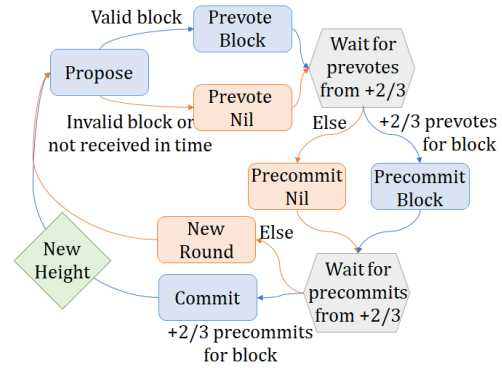 Valid block
Prevote
Block
Wait for
prevotes
from +2/3
Propose
Prevote
Nil
Invalid block or
not received in time
Else
+2/3 prevotes
for block
Precommit
Nil
Precommit
Block
New
Round
Else
New
Height
Wait for
precommits
from +2/3
Commit
+2/3 precommits
for block